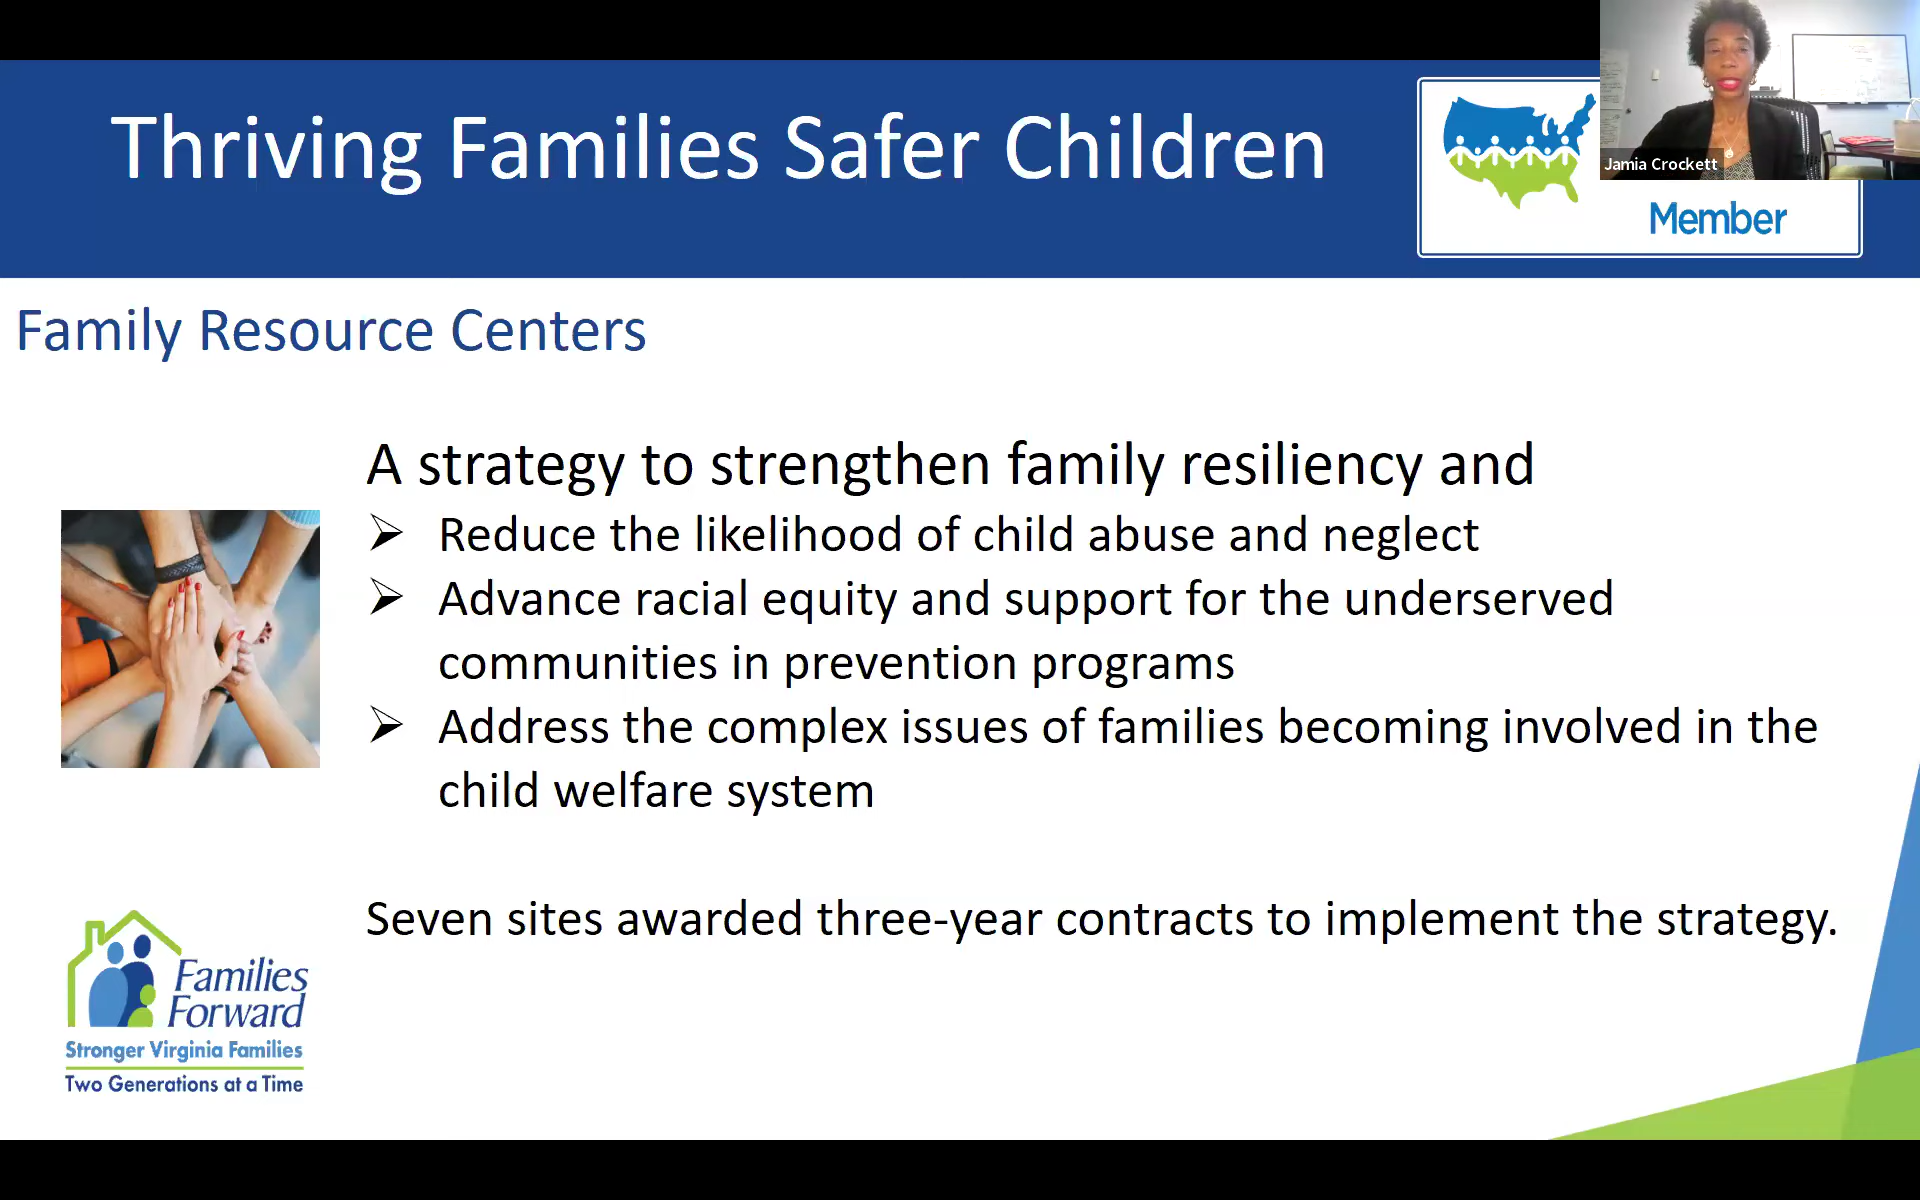 Thriving Families Safer Children
Jamia Crockett
Member
Family Resource Centers
A strategy to strengthen family resiliency and
Reduce the likelihood of child abuse and neglect
Advance racial equity and support for the underserved
communities in prevention programs
Address the complex issues of families becoming involved in the
child welfare system
Seven sites awarded three-year contracts to implement the strategy.
Families
Forward
Stronger Virginia Families
Two Generations at a Time